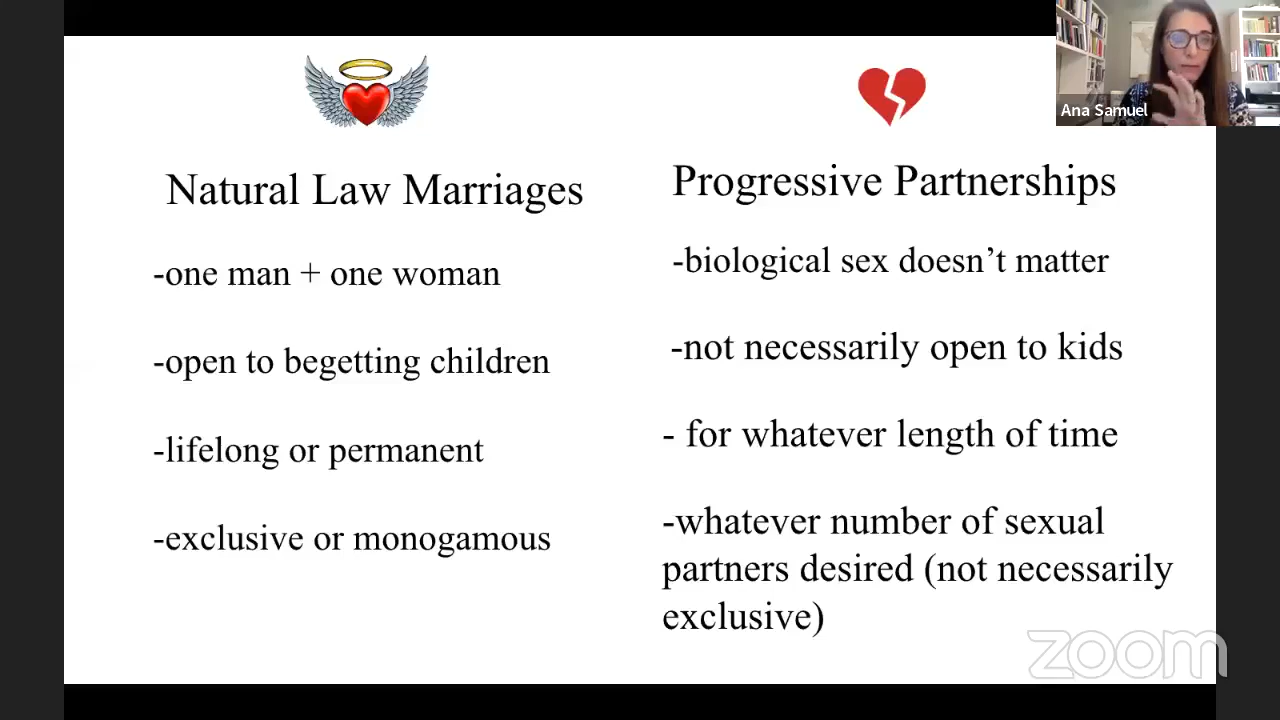 Ana Samuel
Natural Law Marriages
-one man + one woman
-open to begetting children
-lifelong or permanent
-exclusive or monogamous
Progressive Partnerships
-biological sex doesn’t matter
-not necessarily open to kids
- for whatever length of time
-whatever number of sexual
partners desired (not necessarily
exclusive)
zoom